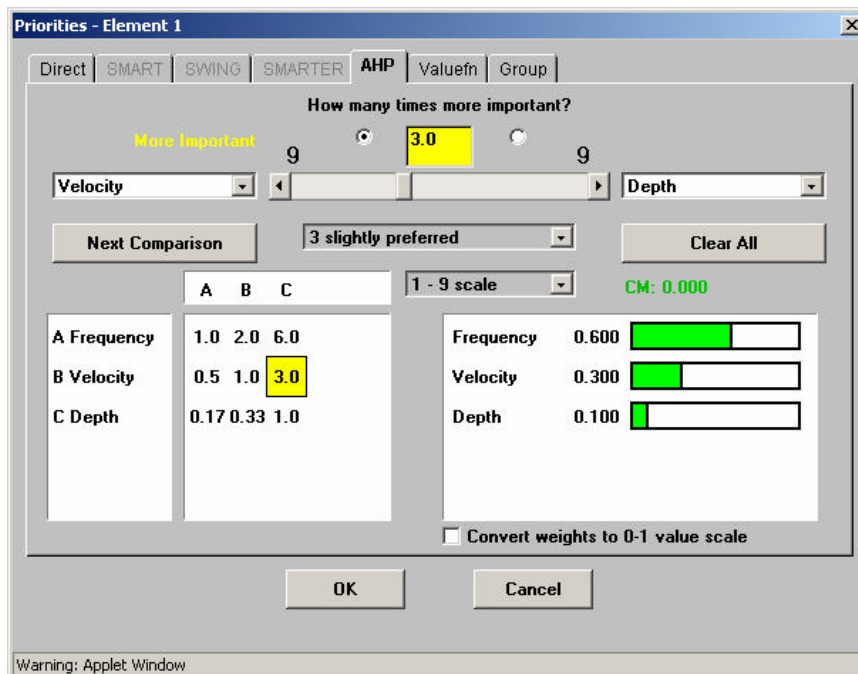 Priorities - Element 1
Direct SMART SWING SMARTER AHP Valuefn Group
How many times more important?
More Important 9 3.0 9
Velocity Depth
Next Comparison 3 slightly preferred Clear All
A B C 1 - 9 scale CM: 0.000
A Frequency 1.0 2.0 6.0 Frequency 0.600
B Velocity 0.5 1.0 3.0 Velocity 0.300
C Depth 0.17 0.33 1.0 Depth 0.100
Convert weights to 0-1 value scale
OK Cancel
Warning: Applet Window